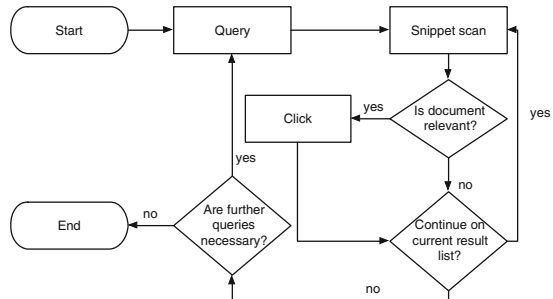 Start
Query
Snippet scan
Is document
relevant?
yes
Click
yes
no
yes
End
no
Are further
queries
necessary?
Continue on
current result
list?
no